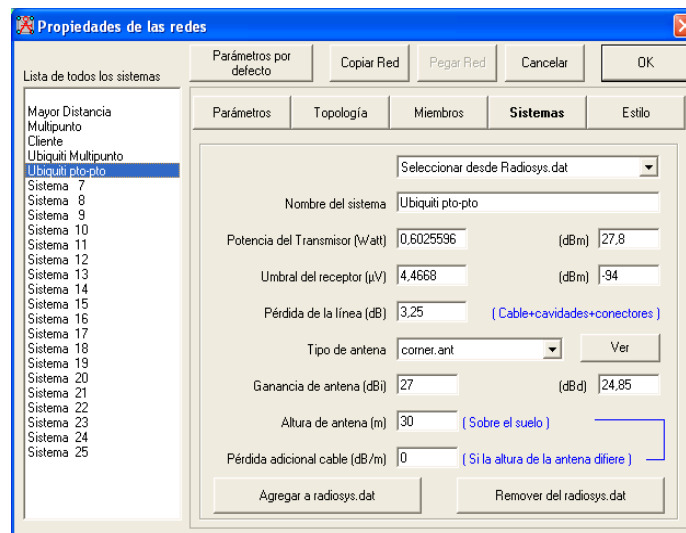 Propiedades de las redes
Lista de todos los sistemas
Mayor Distancia
Multipunto
Cliente
Ubiquiti Multipunto
Ubiquiti pto-pto
Sistema 7
Sistema 8
Sistema 9
Sistema 10
Sistema 11
Sistema 12
Sistema 13
Sistema 14
Sistema 15
Sistema 16
Sistema 17
Sistema 18
Sistema 19
Sistema 20
Sistema 21
Sistema 22
Sistema 23
Sistema 24
Sistema 25
Parámetros por
defecto
Copiar Red
Pegar Red
Cancelar
OK
Parámetros
Topología
Miembros
Sistemas
Estilo
Seleccionar desde Radiosys.dat
Nombre del sistema Ubiquiti pto-pto
Potencia del Transmisor (Watt) 0,6025596 (dBm) 27,8
Umbral del receptor (µV) 4,4668 (dBm) -94
Pérdida de la línea (dB) 3,25 ( Cable+cavidades+conectores )
Tipo de antena corner.ant Ver
Ganancia de antena (dBi) 27 (dBd) 24,85
Altura de antena (m) 30 ( Sobre el suelo )
Pérdida adicional cable (dB/m) 0 ( Si la altura de la antena difiere )
Agregar a radiosys.dat
Remover del radiosys.dat